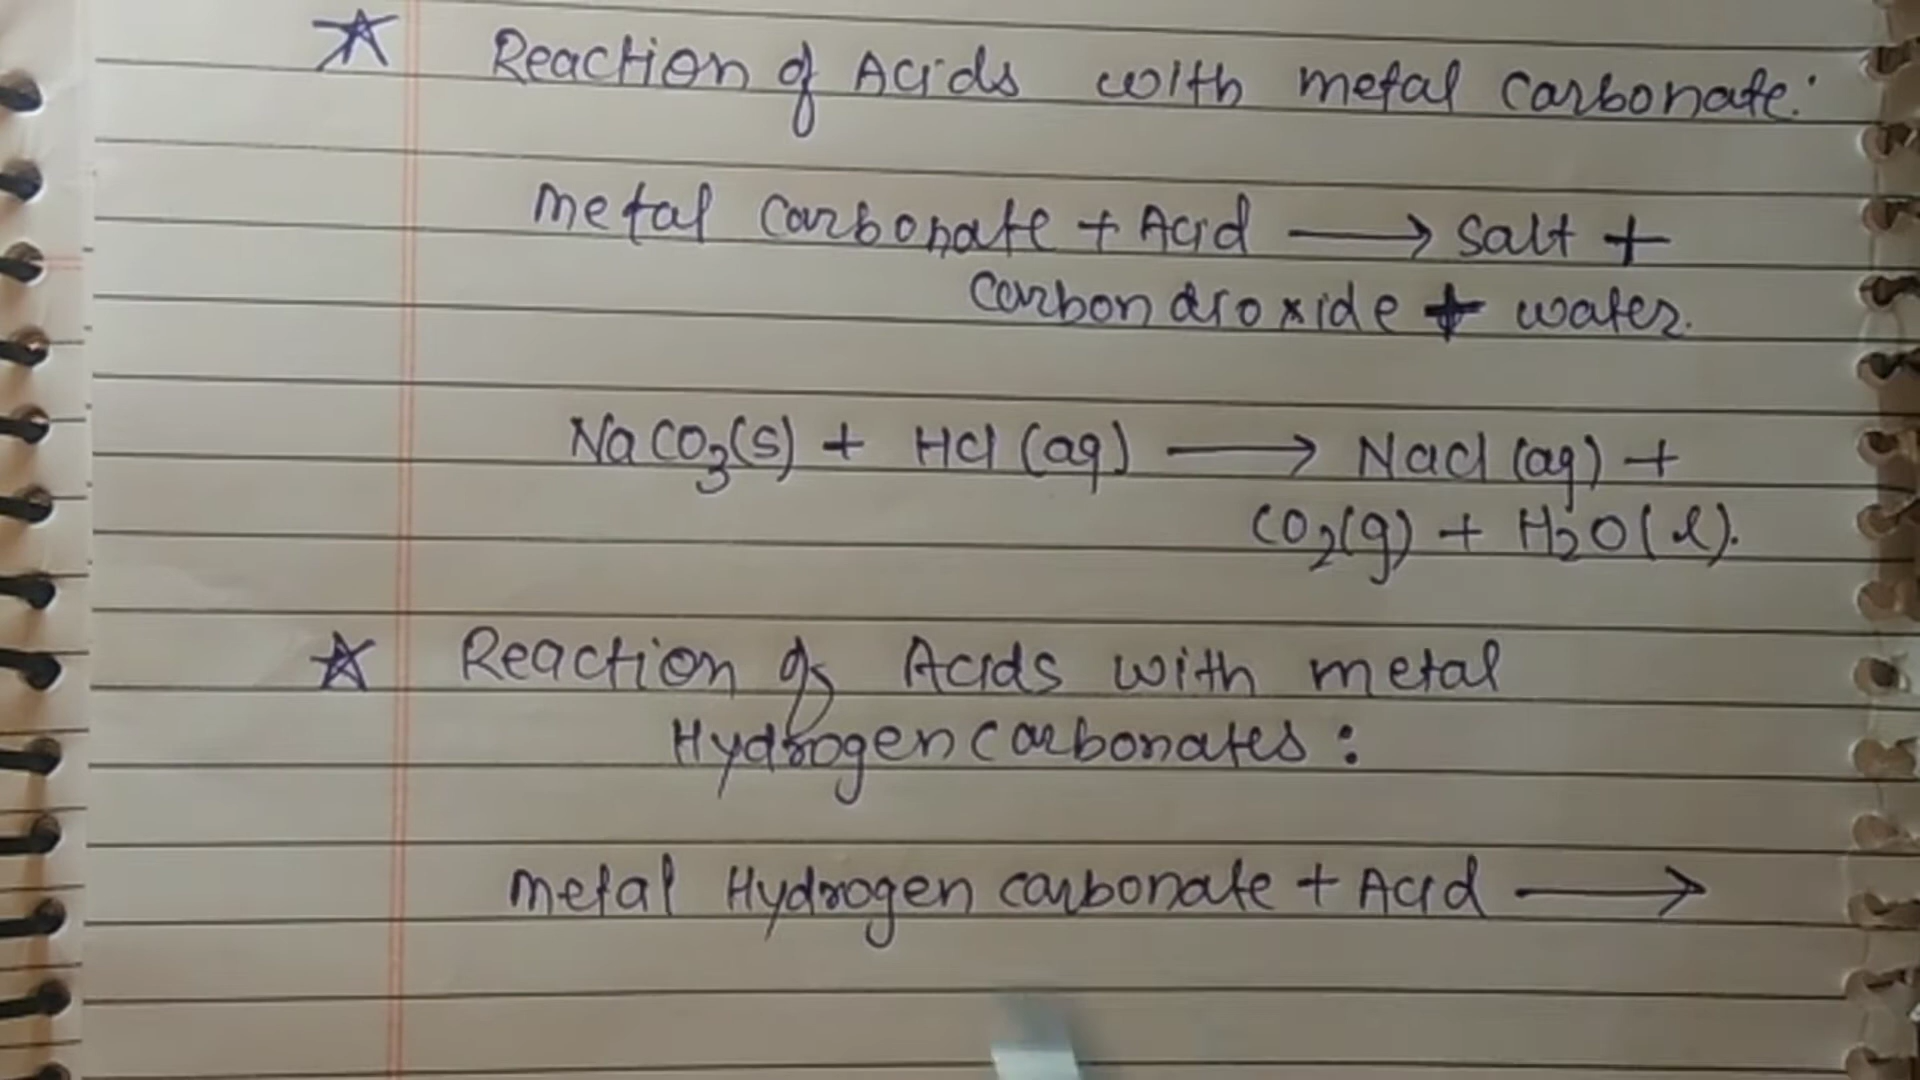 ☆ Reaction of Acids with metal carbonate:
metal carbonate + Acid ⟶ salt +
carbon dioxide + water.
NaCO₃(s) + HCl (aq) ⟶ NaCl (aq) +
CO₂(g) + H₂O(l).
☆ Reaction of Acids with metal
Hydrogen carbonates :
metal Hydrogen carbonate + Acid ⟶